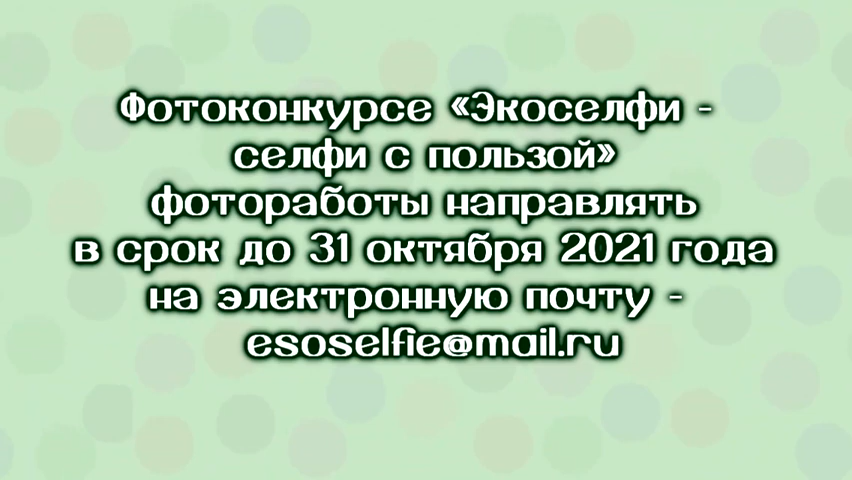 Фотоконкурсе «Экоселфи -
селфи с пользой»
фотоработы направлять
в срок до 31 октября 2021 года
на электронную почту -
esoselfie@mail.ru